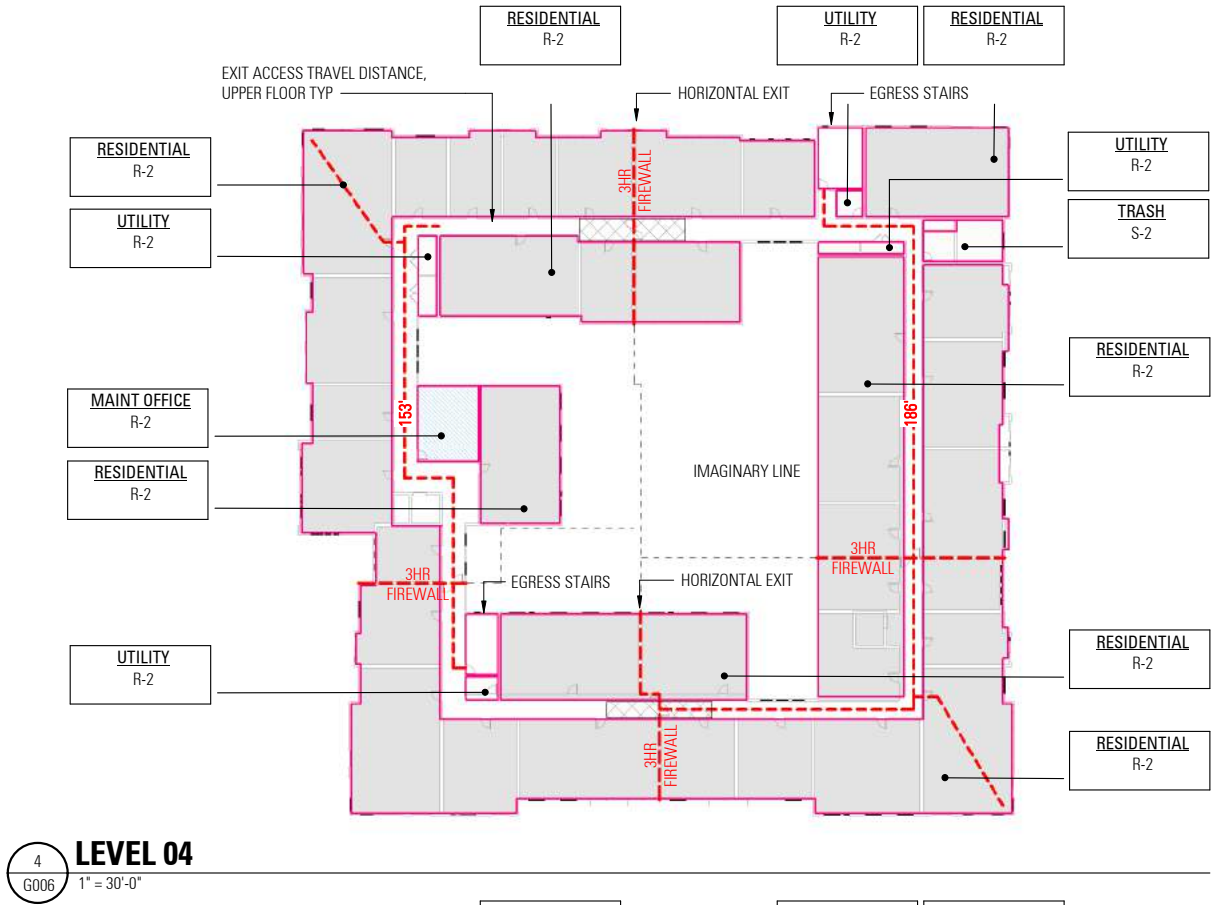 RESIDENTIAL
R-2
UTILITY
R-2
RESIDENTIAL
R-2
EXIT ACCESS TRAVEL DISTANCE,
UPPER FLOOR TYP
HORIZONTAL EXIT
EGRESS STAIRS
RESIDENTIAL
R-2
UTILITY
R-2
UTILITY
R-2
TRASH
S-2
3HR
FIREWALL
RESIDENTIAL
R-2
MAINT OFFICE
R-2
RESIDENTIAL
R-2
153'
186'
IMAGINARY LINE
3HR
FIREWALL
3HR
FIREWALL
EGRESS STAIRS
HORIZONTAL EXIT
UTILITY
R-2
RESIDENTIAL
R-2
3HR
FIREWALL
RESIDENTIAL
R-2
4
G006
LEVEL 04
1" = 30'-0"